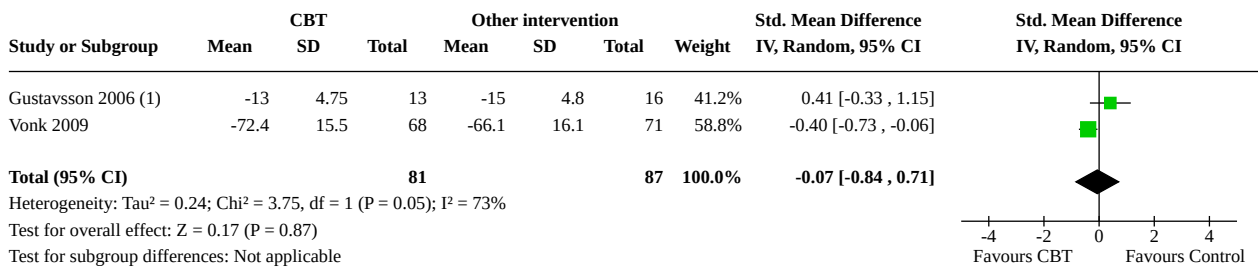 CBT Other intervention Std. Mean Difference Std. Mean Difference
Study or Subgroup Mean SD Total Mean SD Total Weight IV, Random, 95% CI IV, Random, 95% CI
Gustavsson 2006 (1) -13 4.75 13 -15 4.8 16 41.2% 0.41 [-0.33 , 1.15]
Vonk 2009 -72.4 15.5 68 -66.1 16.1 71 58.8% -0.40 [-0.73 , -0.06]
Total (95% CI) 81 87 100.0% -0.07 [-0.84 , 0.71]
Heterogeneity: Tau² = 0.24; Chi² = 3.75, df = 1 (P = 0.05); I² = 73%
Test for overall effect: Z = 0.17 (P = 0.87)
Test for subgroup differences: Not applicable
-4 -2 0 2 4
Favours CBT Favours Control